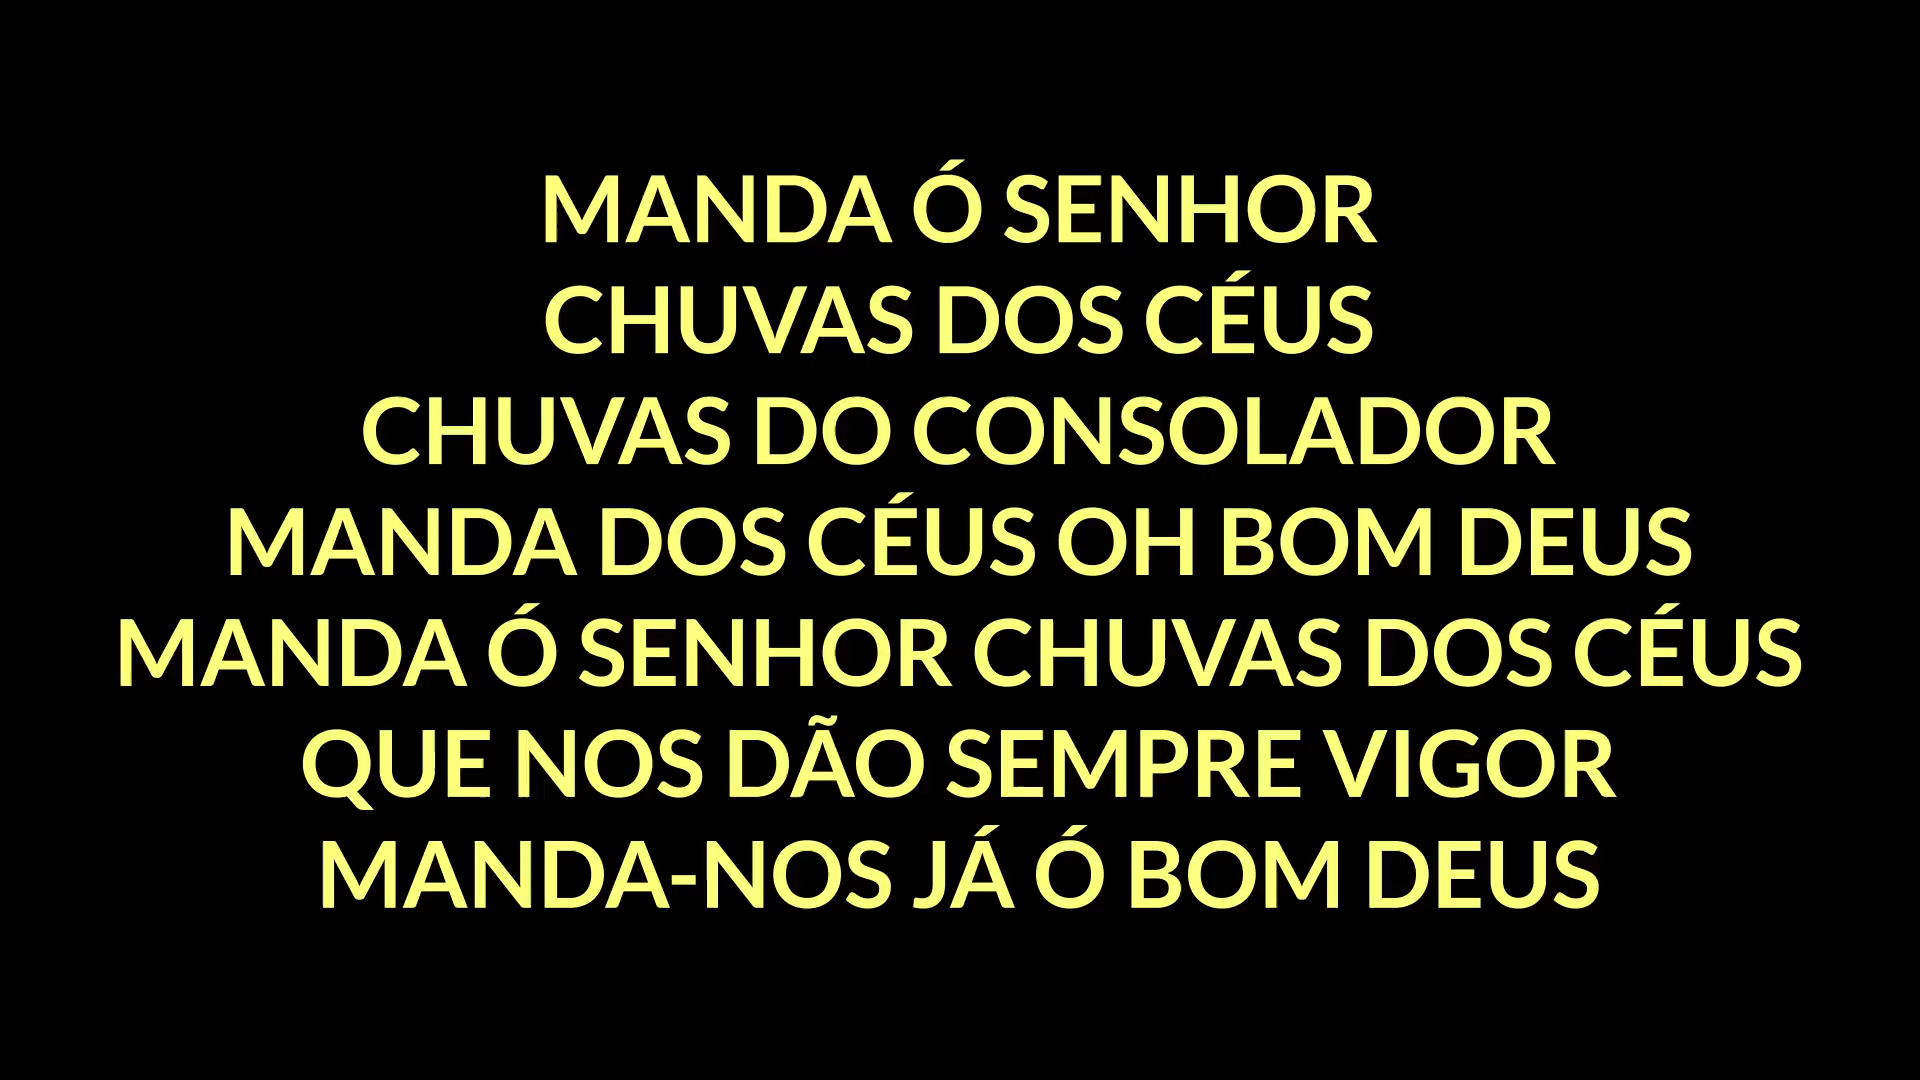 MANDA Ó SENHOR
CHUVAS DOS CÉUS
CHUVAS DO CONSOLADOR
MANDA DOS CÉUS OH BOM DEUS
MANDA Ó SENHOR CHUVAS DOS CÉUS
QUE NOS DÃO SEMPRE VIGOR
MANDA-NOS JÁ Ó BOM DEUS